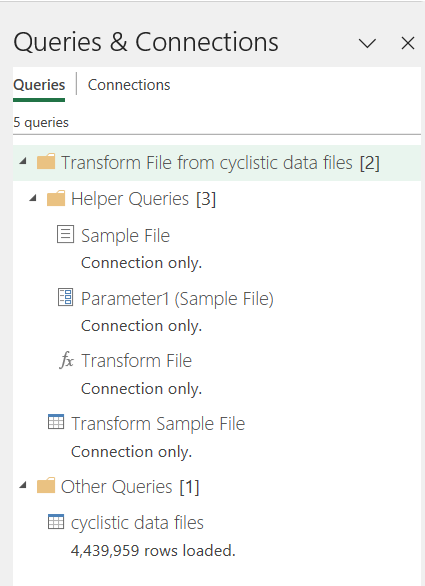 Queries & Connections
Queries
Connections
5 queries
Transform File from cyclistic data files [2]
Helper Queries [3]
Sample File
Connection only.
Parameter1 (Sample File)
Connection only.
fx Transform File
Connection only.
Transform Sample File
Connection only.
Other Queries [1]
cyclistic data files
4,439,959 rows loaded.